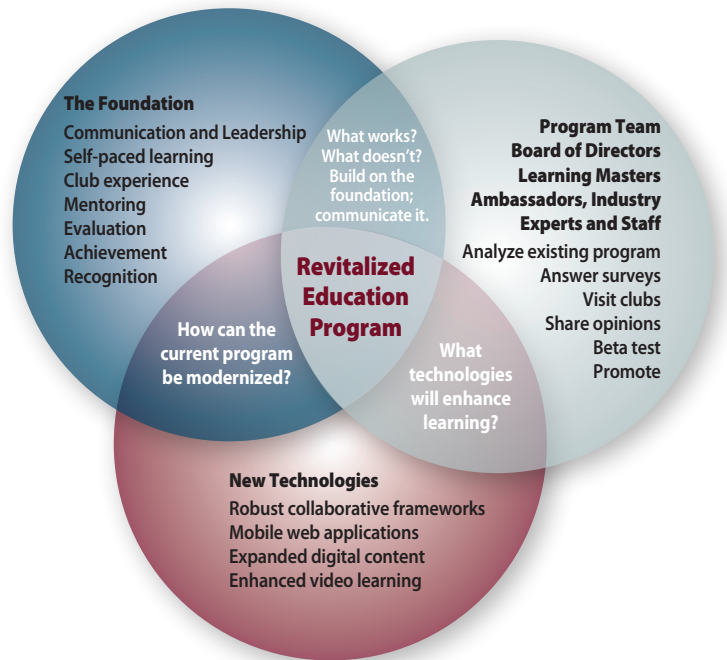 The Foundation
Communication and Leadership
Self-paced learning
Club experience
Mentoring
Evaluation
Achievement
Recognition
What works?
What doesn't?
Build on the
foundation;
communicate it.
Program Team
Board of Directors
Learning Masters
Ambassadors, Industry
Experts and Staff
Analyze existing program
Answer surveys
Visit clubs
Share opinions
Beta test
Promote
Revitalized
Education
Program
How can the
current program
be modernized?
What
technologies
will enhance
learning?
New Technologies
Robust collaborative frameworks
Mobile web applications
Expanded digital content
Enhanced video learning